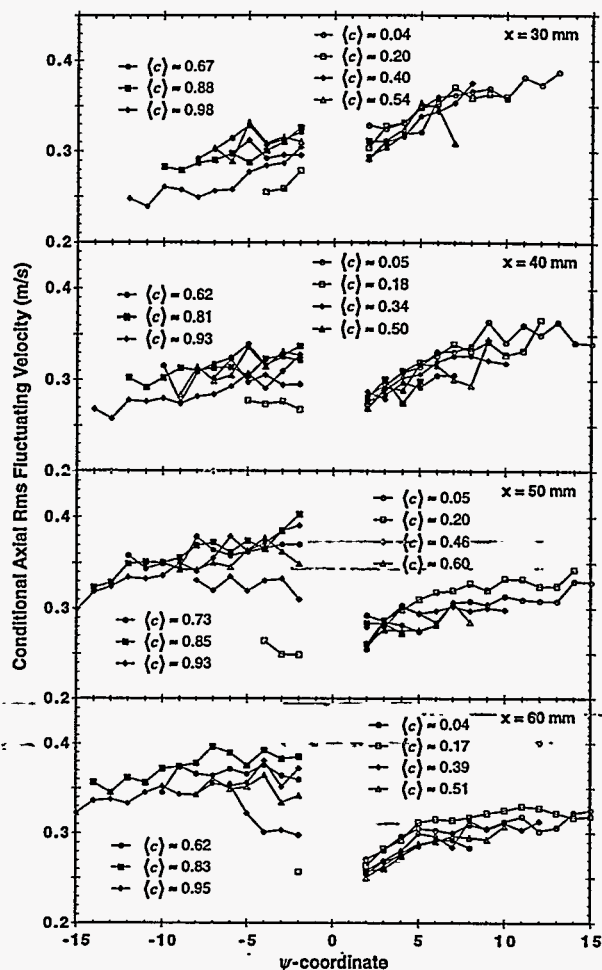 Conditional Axial Rms Fluctuating Velocity (m/s)
0.4
0.3
0.2
⟨c⟩ ≈ 0.67
⟨c⟩ ≈ 0.88
⟨c⟩ ≈ 0.98
⟨c⟩ ≈ 0.04
⟨c⟩ ≈ 0.20
⟨c⟩ ≈ 0.40
⟨c⟩ ≈ 0.54
x = 30 mm
0.3
0.2
⟨c⟩ ≈ 0.62
⟨c⟩ ≈ 0.81
⟨c⟩ ≈ 0.93
⟨c⟩ ≈ 0.05
⟨c⟩ ≈ 0.18
⟨c⟩ ≈ 0.34
⟨c⟩ ≈ 0.50
x = 40 mm
0.4
0.3
0.2
⟨c⟩ ≈ 0.73
⟨c⟩ ≈ 0.85
⟨c⟩ ≈ 0.93
⟨c⟩ ≈ 0.05
⟨c⟩ ≈ 0.20
⟨c⟩ ≈ 0.46
⟨c⟩ ≈ 0.60
x = 50 mm
0.4
0.3
0.2
⟨c⟩ ≈ 0.62
⟨c⟩ ≈ 0.83
⟨c⟩ ≈ 0.95
⟨c⟩ ≈ 0.04
⟨c⟩ ≈ 0.17
⟨c⟩ ≈ 0.39
⟨c⟩ ≈ 0.51
x = 60 mm
-15 -10 -5 0 5 10 15
ψ-coordinate